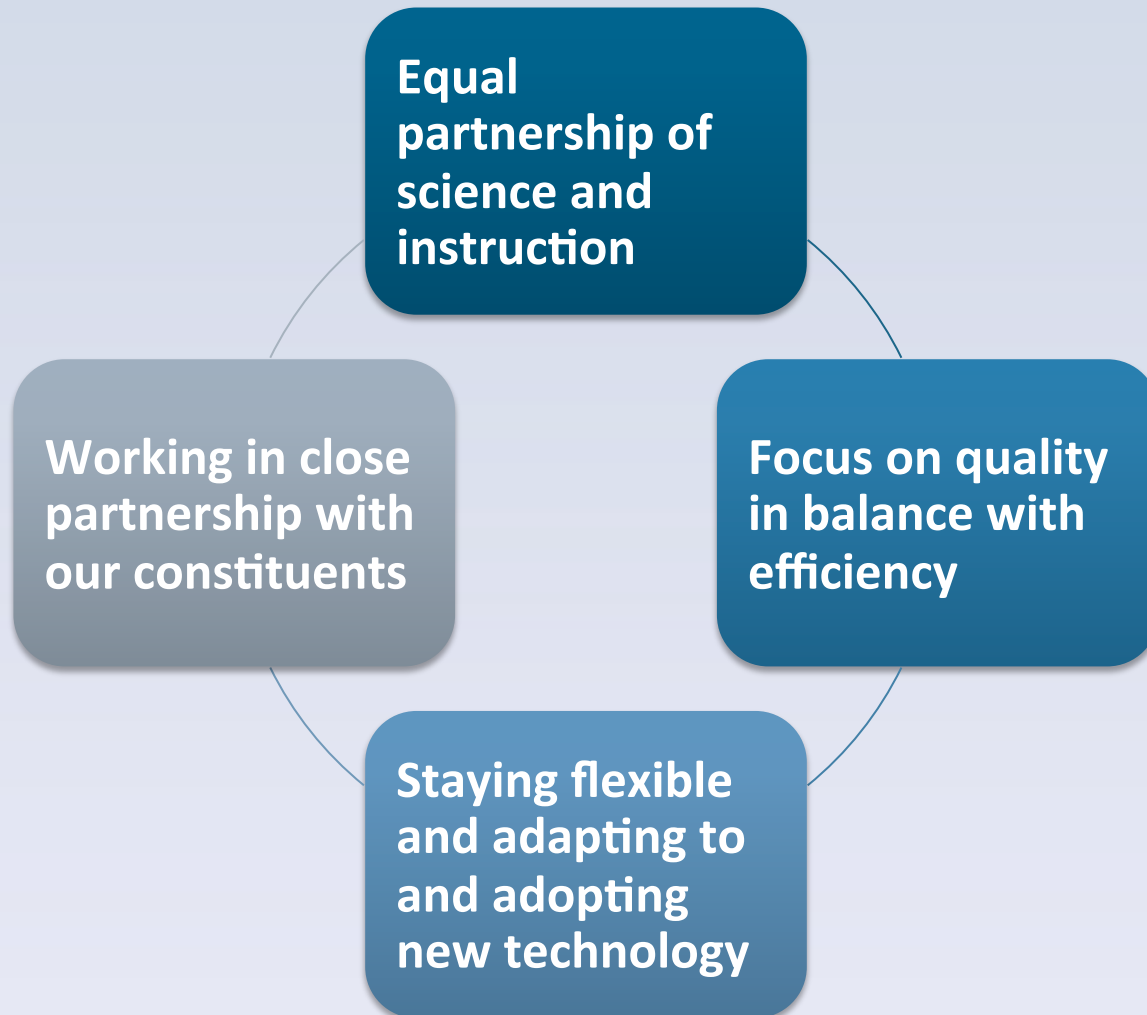 Equal
partnership of
science and
instruction
Focus on quality
in balance with
efficiency
Staying flexible
and adapting to
and adopting
new technology
Working in close
partnership with
our constituents